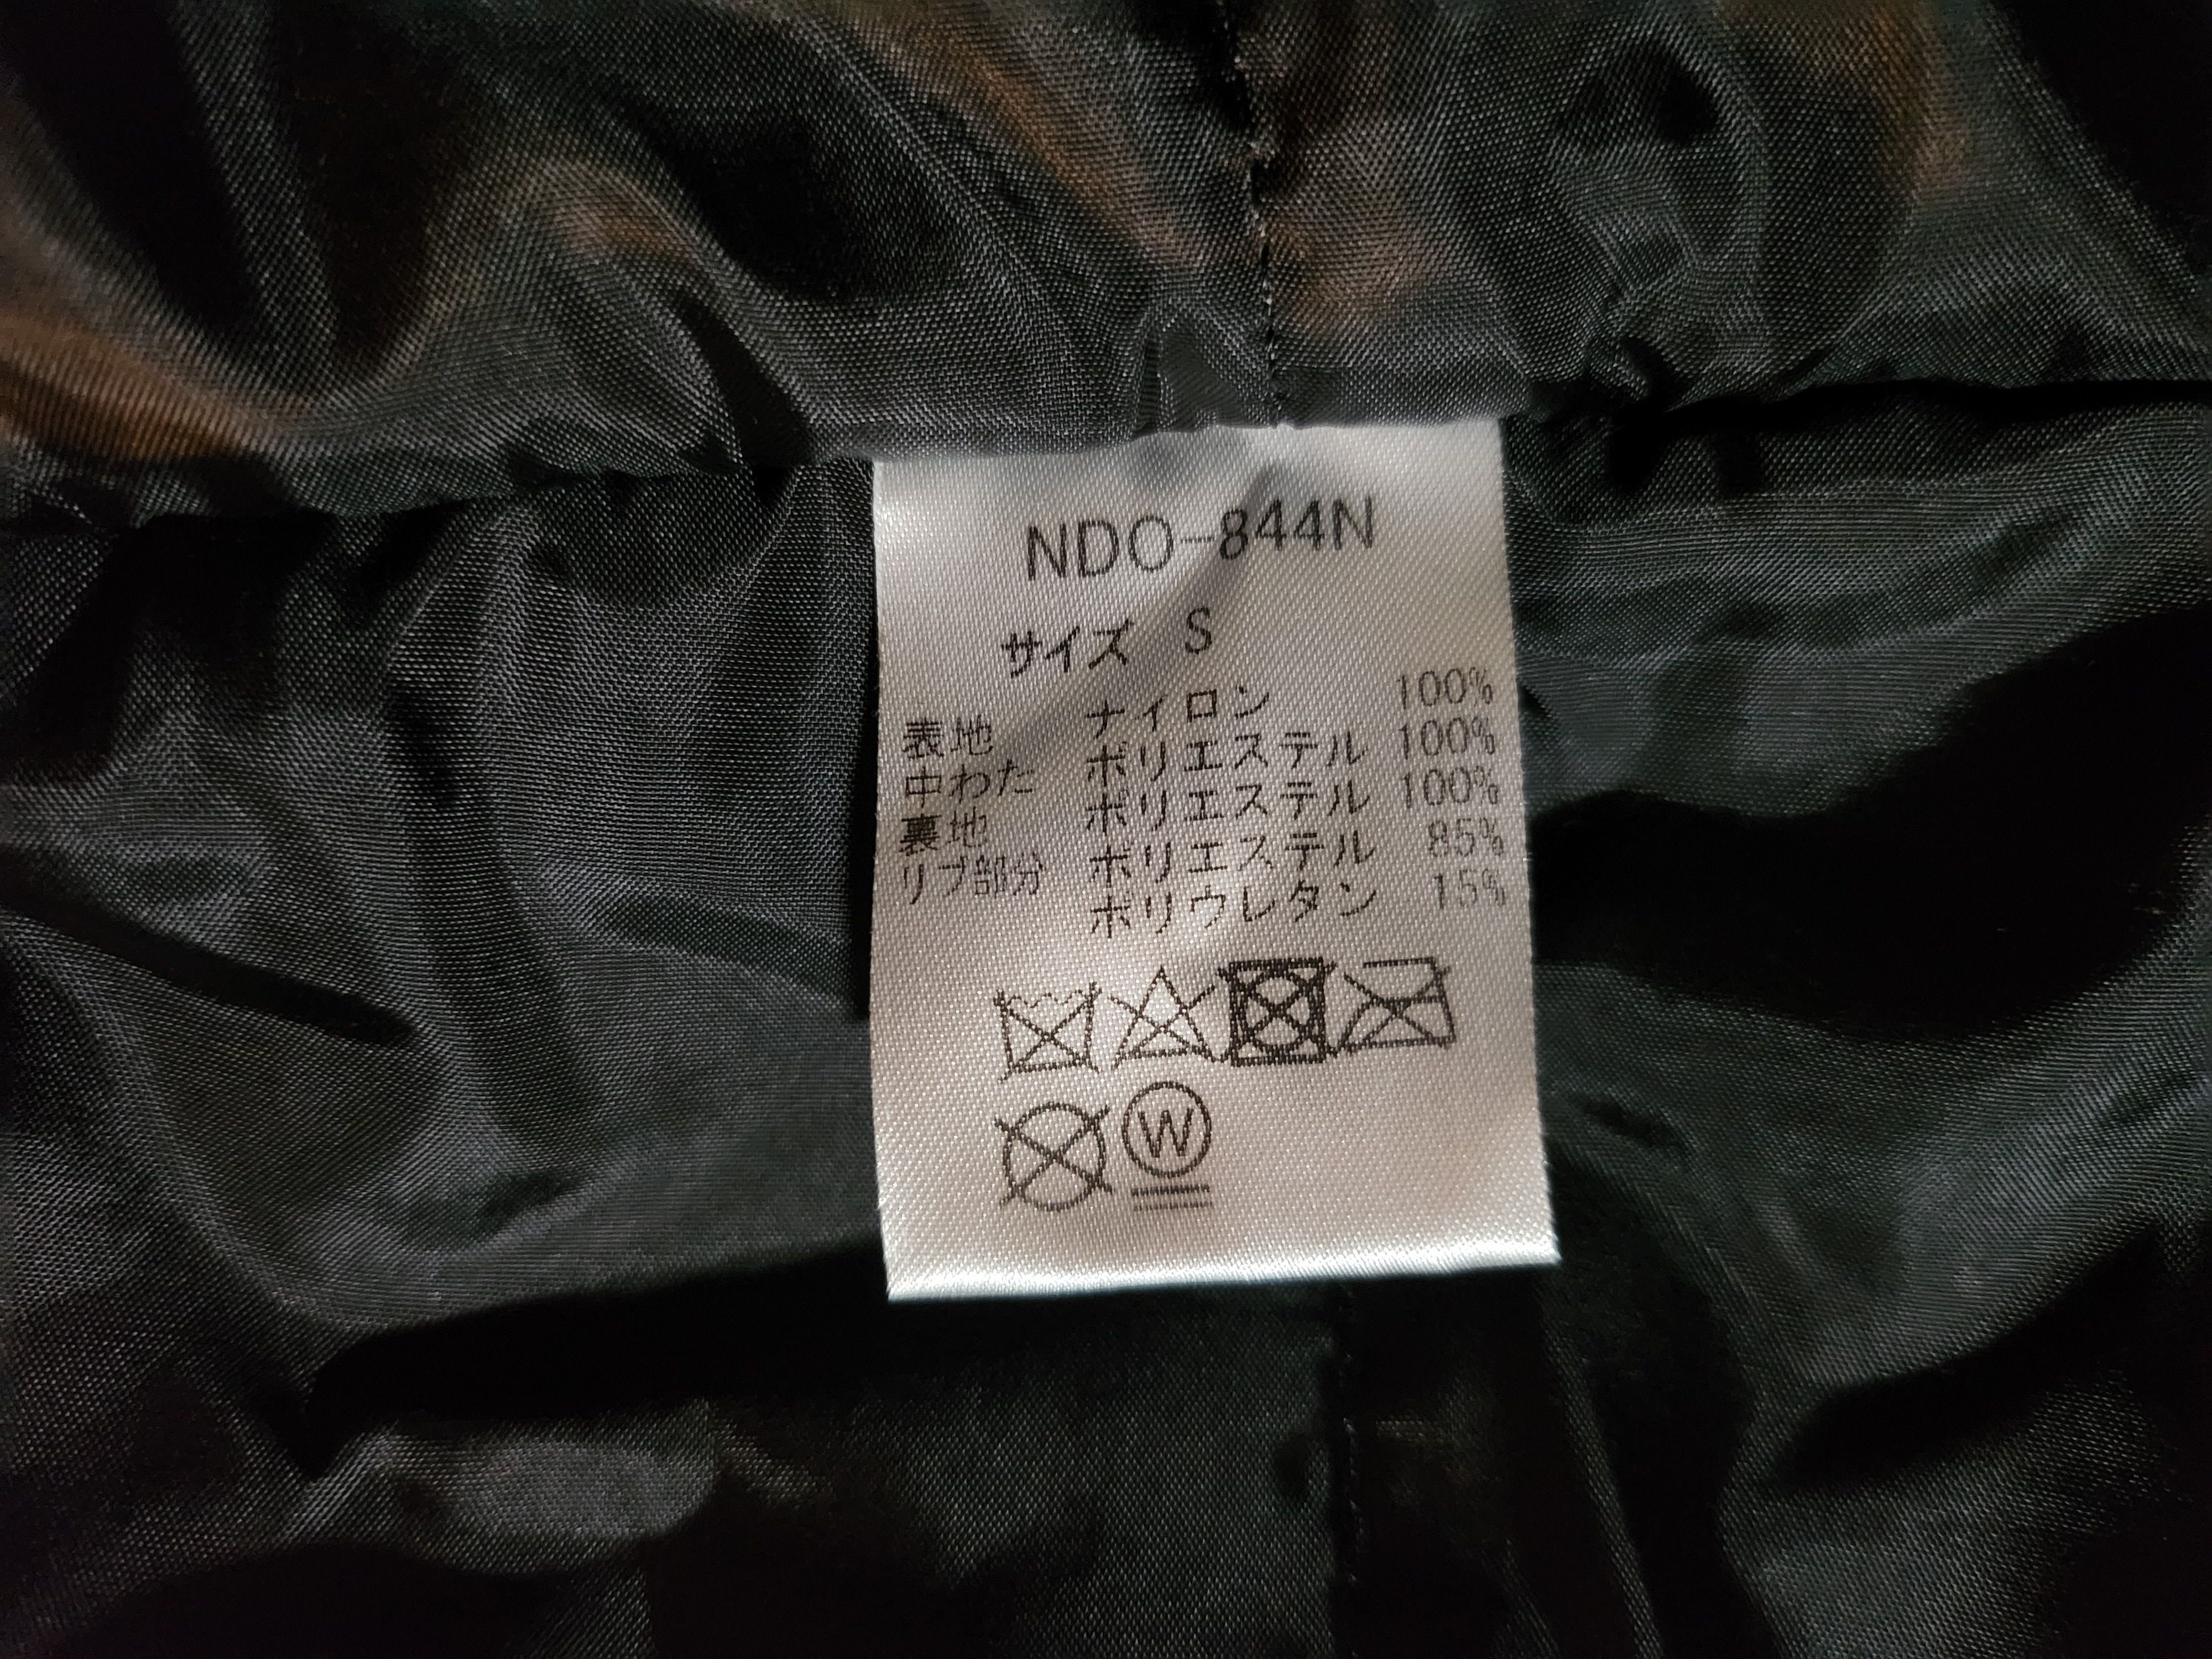 NDO-844N
サイズ S
表地 ナイロン 100%
中わた ポリエステル 100%
裏地 ポリエステル 100%
リブ部分 ポリエステル 85%
ポリウレタン 15%
W